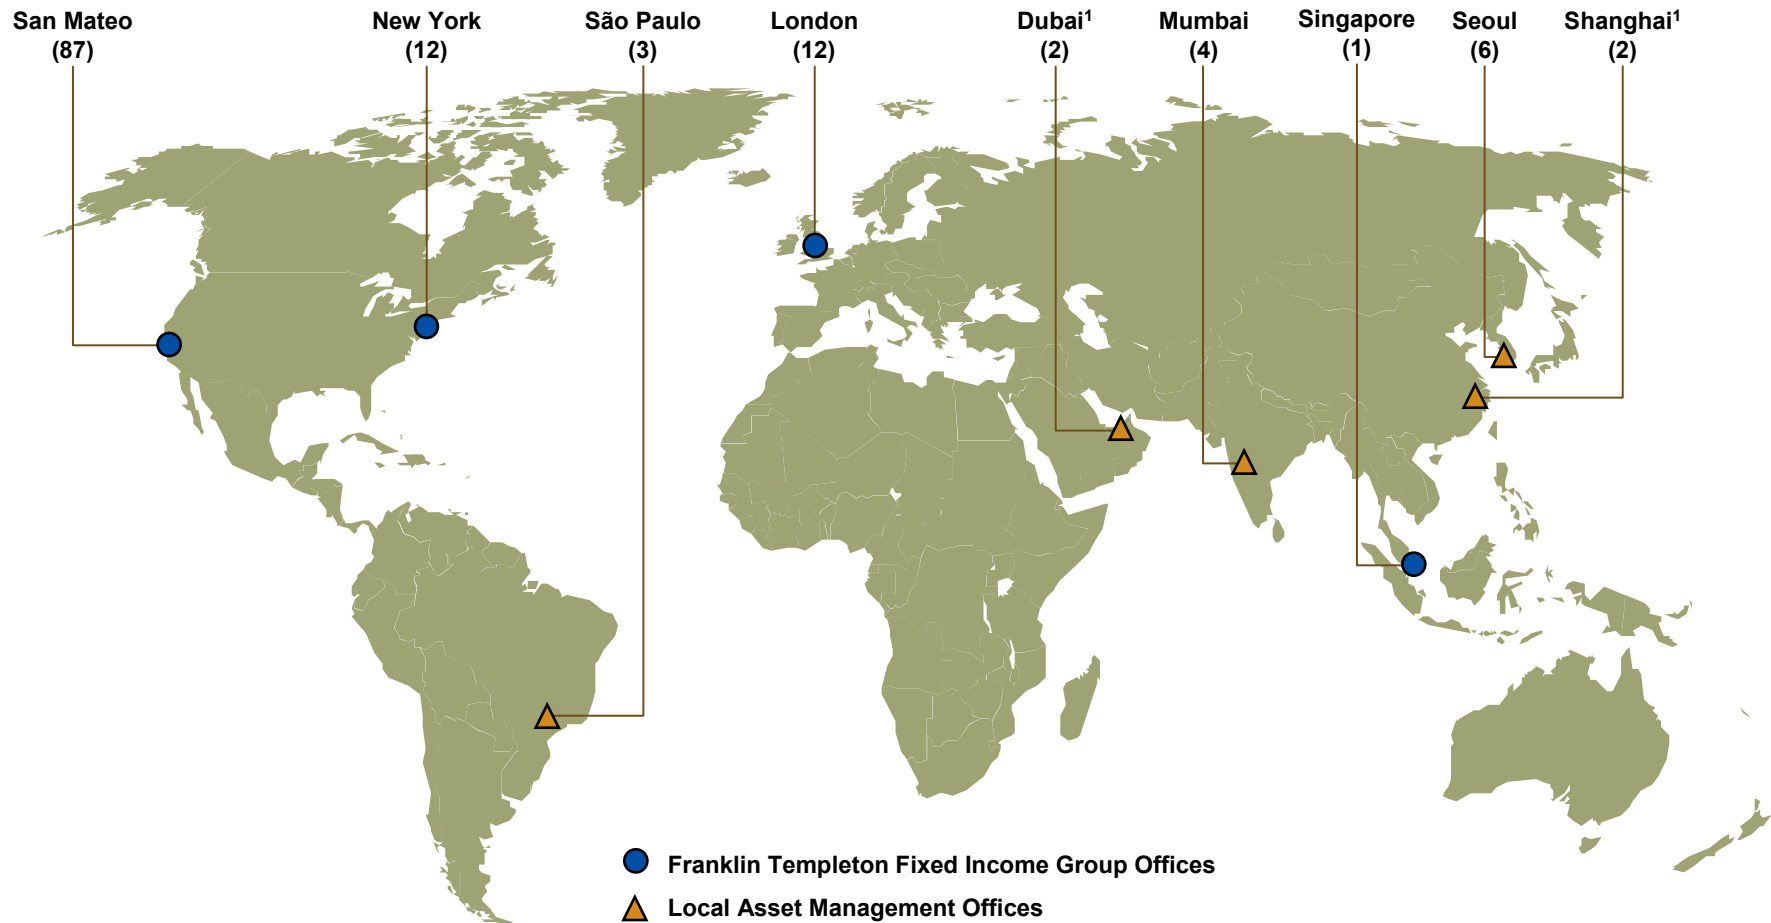 San Mateo
(87)
New York
(12)
São Paulo
(3)
London
(12)
Dubai¹
(2)
Mumbai
(4)
Singapore
(1)
Seoul
(6)
Shanghai¹
(2)
Franklin Templeton Fixed Income Group Offices
Local Asset Management Offices